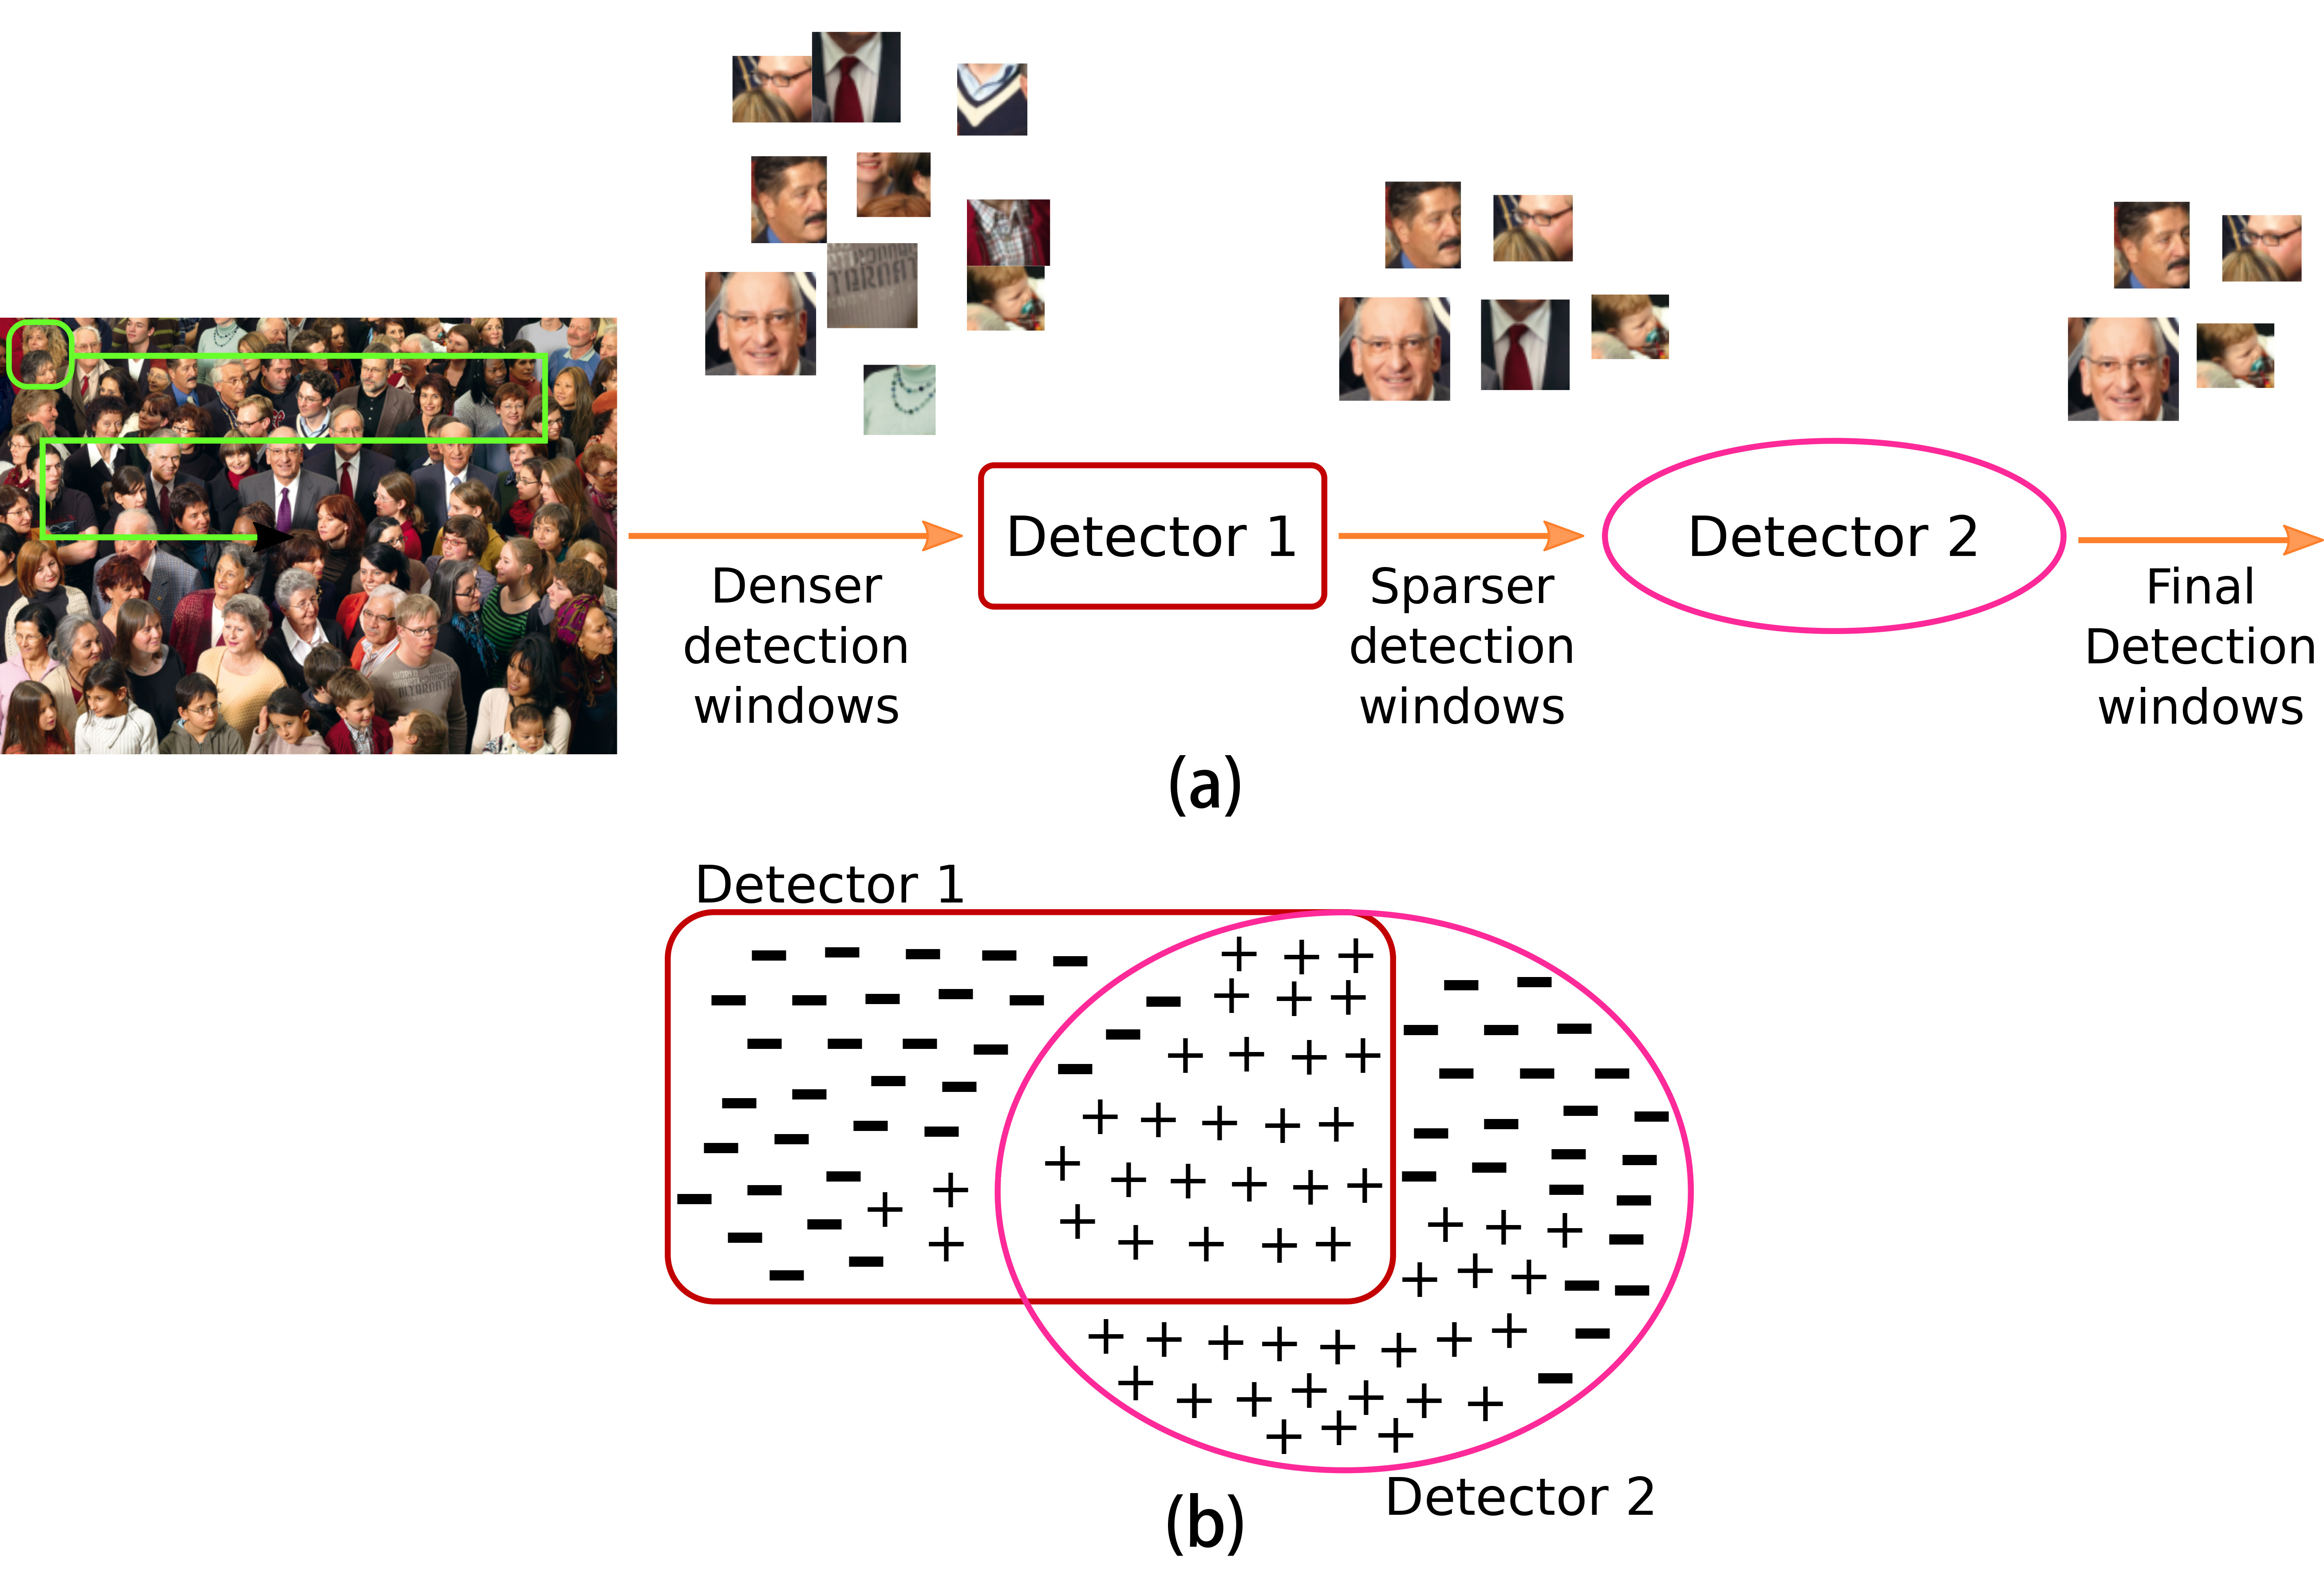 Detector 1
Detector 2
Denser
detection
windows
Sparser
detection
windows
Final
Detection
windows
(a)
Detector 1
Detector 2
(b)